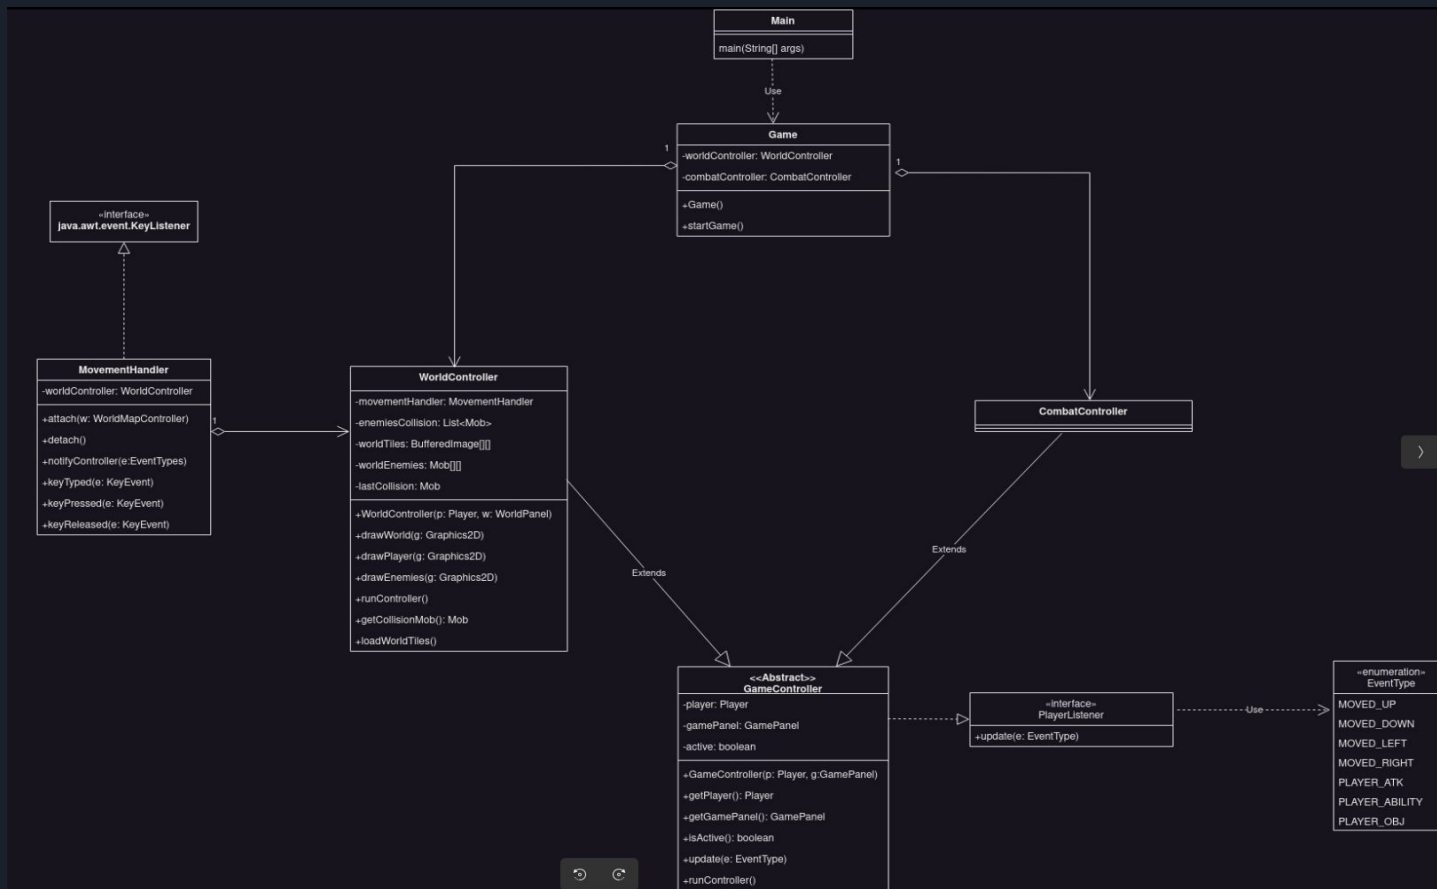 Main
main(String[] args)
Use
Game
-worldController: WorldController
-combatController: CombatController
+Game()
+startGame()
1
1
«interface»
java.awt.event.KeyListener
MovementHandler
-worldController: WorldController
+attach(w: WorldMapController)
+detach()
+notifyController(e:EventTypes)
+keyTyped(e: KeyEvent)
+keyPressed(e: KeyEvent)
+keyReleased(e: KeyEvent)
1
WorldController
-movementHandler: MovementHandler
-enemiesCollision: List<Mob>
-worldTiles: BufferedImage[][]
-worldEnemies: Mob[][]
-lastCollision: Mob
+WorldController(p: Player, w: WorldPanel)
+drawWorld(g: Graphics2D)
+drawPlayer(g: Graphics2D)
+drawEnemies(g: Graphics2D)
+runController()
+getCollisionMob(): Mob
+loadWorldTiles()
CombatController
Extends
Extends
<<Abstract>>
GameController
-player: Player
-gamePanel: GamePanel
-active: boolean
+GameController(p: Player, g:GamePanel)
+getPlayer(): Player
+getGamePanel(): GamePanel
+isActive(): boolean
+update(e: EventType)
+runController()
«interface»
PlayerListener
+update(e: EventType)
Use
«enumeration»
EventType
MOVED_UP
MOVED_DOWN
MOVED_LEFT
MOVED_RIGHT
PLAYER_ATK
PLAYER_ABILITY
PLAYER_OBJ